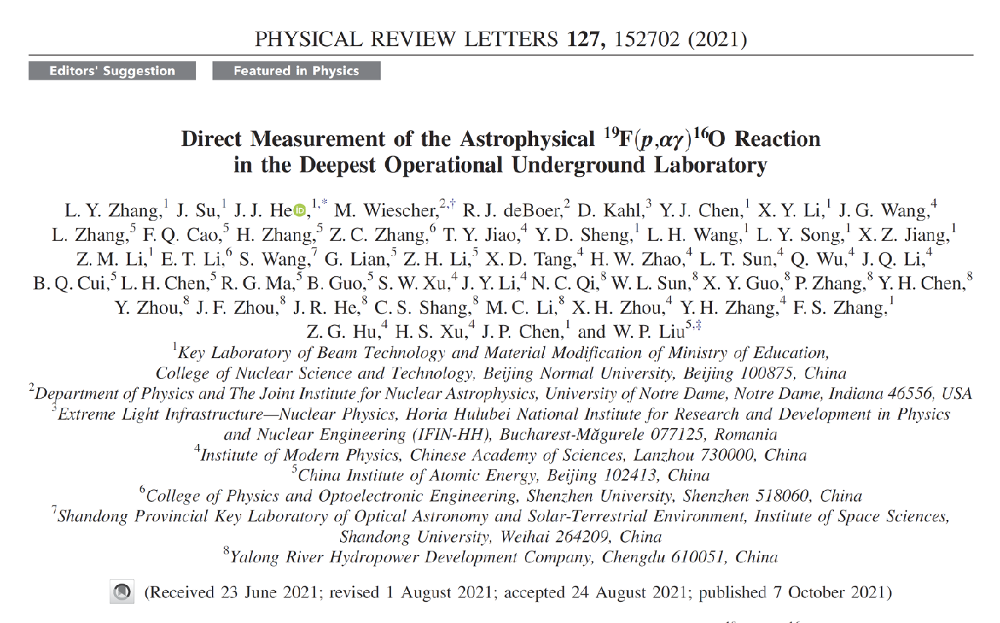 PHYSICAL REVIEW LETTERS 127, 152702 (2021)
Editors' Suggestion Featured in Physics
Direct Measurement of the Astrophysical ¹⁹F(p,αγ)¹⁶O Reaction
in the Deepest Operational Underground Laboratory
L. Y. Zhang,¹ J. Su,¹ J. J. He,¹,* M. Wiescher,²,† R. J. deBoer,² D. Kahl,³ Y. J. Chen,¹ X. Y. Li,¹ J. G. Wang,⁴
L. Zhang,⁵ F. Q. Cao,⁵ H. Zhang,⁵ Z. C. Zhang,⁶ T. Y. Jiao,⁴ Y. D. Sheng,¹ L. H. Wang,¹ L. Y. Song,¹ X. Z. Jiang,¹
Z. M. Li,¹ E. T. Li,⁶ S. Wang,⁷ G. Lian,⁵ Z. H. Li,⁵ X. D. Tang,⁴ H. W. Zhao,⁴ L. T. Sun,⁴ Q. Wu,⁴ J. Q. Li,⁴
B. Q. Cui,⁵ L. H. Chen,⁵ R. G. Ma,⁵ B. Guo,⁵ S. W. Xu,⁴ J. Y. Li,⁴ N. C. Qi,⁸ W. L. Sun,⁸ X. Y. Guo,⁸ P. Zhang,⁸ Y. H. Chen,⁸
Y. Zhou,⁸ J. F. Zhou,⁸ J. R. He,⁸ C. S. Shang,⁸ M. C. Li,⁸ X. H. Zhou,⁴ Y. H. Zhang,⁴ F. S. Zhang,¹
Z. G. Hu,⁴ H. S. Xu,⁴ J. P. Chen,¹ and W. P. Liu⁵,‡
¹Key Laboratory of Beam Technology and Material Modification of Ministry of Education,
College of Nuclear Science and Technology, Beijing Normal University, Beijing 100875, China
²Department of Physics and The Joint Institute for Nuclear Astrophysics, University of Notre Dame, Notre Dame, Indiana 46556, USA
³Extreme Light Infrastructure—Nuclear Physics, Horia Hulubei National Institute for Research and Development in Physics
and Nuclear Engineering (IFIN-HH), Bucharest-Măgurele 077125, Romania
⁴Institute of Modern Physics, Chinese Academy of Sciences, Lanzhou 730000, China
⁵China Institute of Atomic Energy, Beijing 102413, China
⁶College of Physics and Optoelectronic Engineering, Shenzhen University, Shenzhen 518060, China
⁷Shandong Provincial Key Laboratory of Optical Astronomy and Solar-Terrestrial Environment, Institute of Space Sciences,
Shandong University, Weihai 264209, China
⁸Yalong River Hydropower Development Company, Chengdu 610051, China
(Received 23 June 2021; revised 1 August 2021; accepted 24 August 2021; published 7 October 2021)